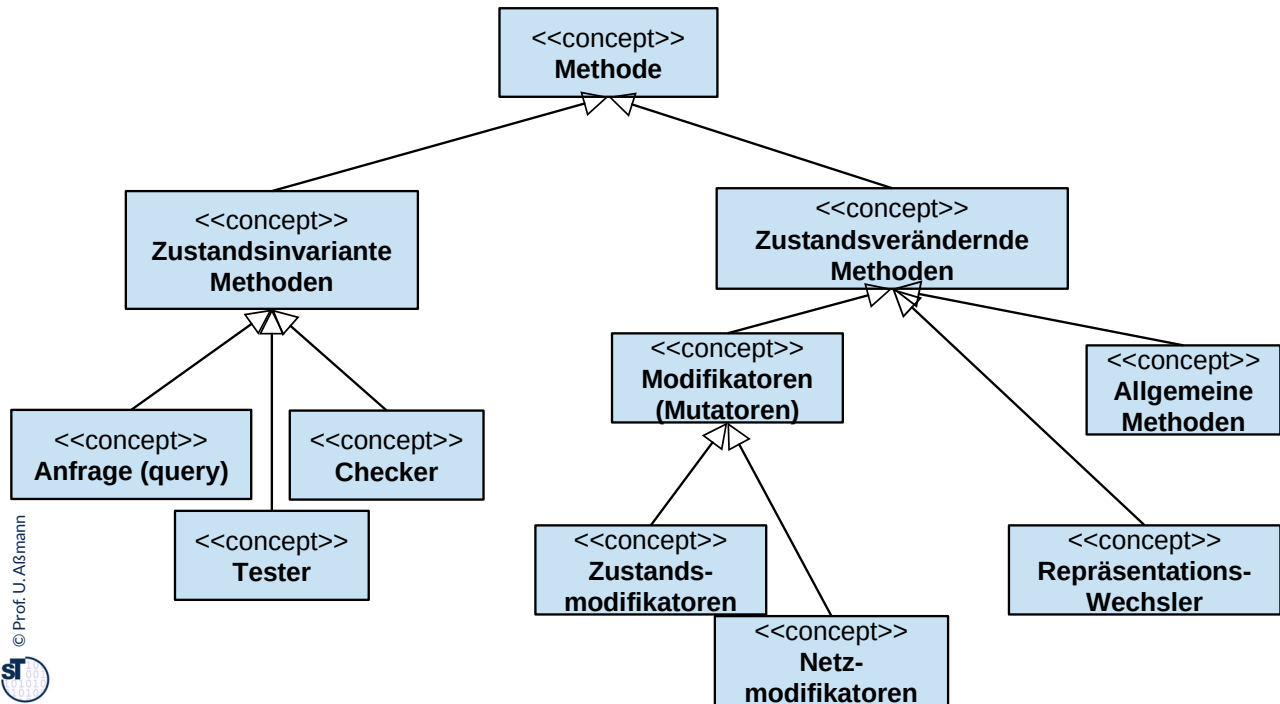 <<concept>>
Methode
<<concept>>
Zustandsinvariante
Methoden
<<concept>>
Zustandsverändernde
Methoden
<<concept>>
Modifikatoren
(Mutatoren)
<<concept>>
Allgemeine
Methoden
<<concept>>
Anfrage (query)
<<concept>>
Checker
<<concept>>
Tester
<<concept>>
Zustands-
modifikatoren
<<concept>>
Repräsentations-
Wechsler
<<concept>>
Netz-
modifikatoren
© Prof. U. Aßmann
ST